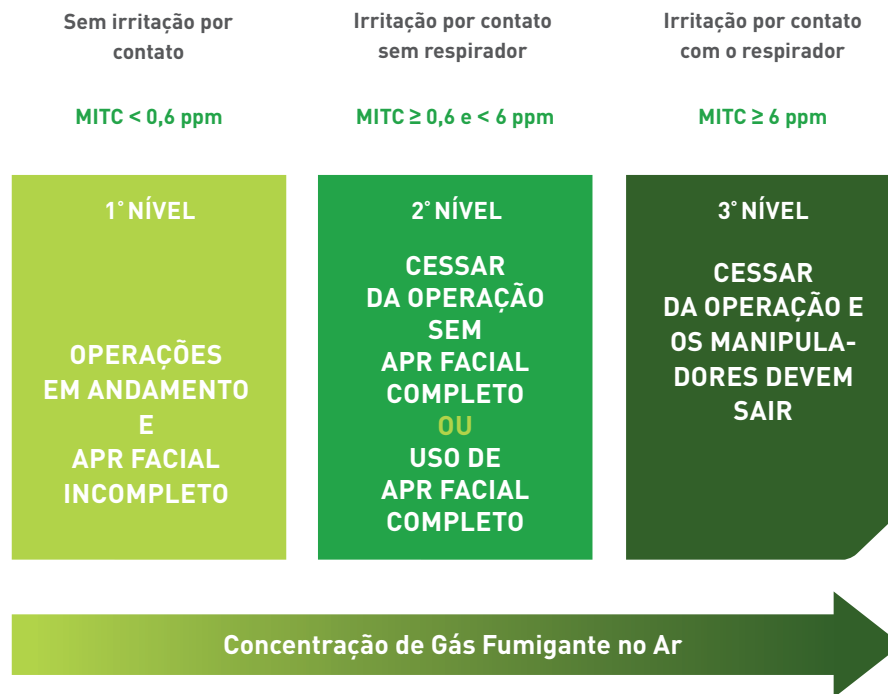 Sem irritação por
contato
MITC < 0,6 ppm
1° NÍVEL
OPERAÇÕES
EM ANDAMENTO
E
APR FACIAL
INCOMPLETO
Irritação por contato
sem respirador
MITC ≥ 0,6 e < 6 ppm
2° NÍVEL
CESSAR
DA OPERAÇÃO
SEM
APR FACIAL
COMPLETO
OU
USO DE
APR FACIAL
COMPLETO
Irritação por contato
com o respirador
MITC ≥ 6 ppm
3° NÍVEL
CESSAR
DA OPERAÇÃO E
OS MANIPULA-
DORES DEVEM
SAIR
Concentração de Gás Fumigante no Ar